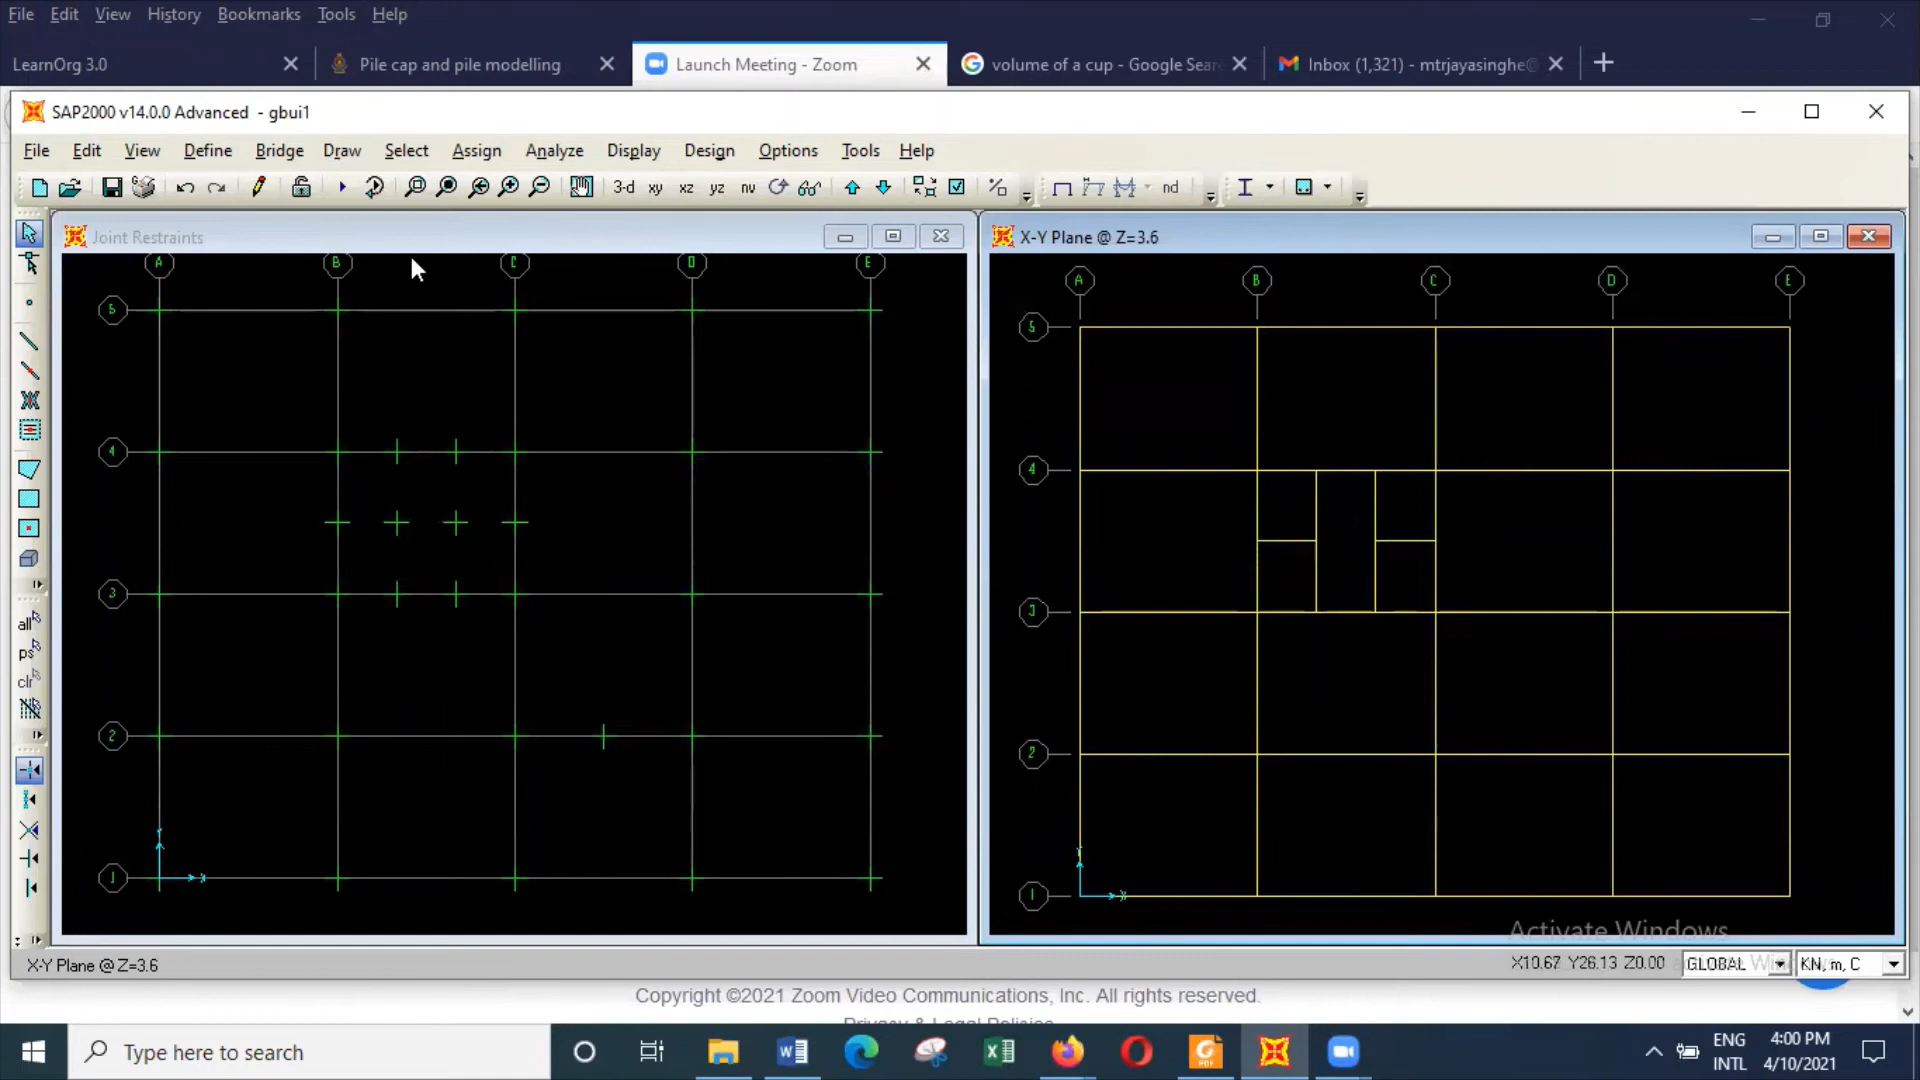 File Edit View History Bookmarks Tools Help
LearnOrg 3.0
Pile cap and pile modelling
Launch Meeting - Zoom
volume of a cup - Google Sear
Inbox (1,321) - mtrjayasinghe@
SAP2000 v14.0.0 Advanced - gbui1
File Edit View Define Bridge Draw Select Assign Analyze Display Design Options Tools Help
3-d xy xz yz nv nd
Joint Restraints
X-Y Plane @ Z=3.6
A B C D E
A B C D E
5
4
3
2
1
5
4
3
2
1
X
Y
X
all
ps
clr
Activate Windows
X-Y Plane @ Z=3.6
X10.67 Y26.13 Z0.00
GLOBAL
KN, m, C
Copyright ©2021 Zoom Video Communications, Inc. All rights reserved.
Privacy & Legal Policies
Type here to search
ENG
INTL
4:00 PM
4/10/2021